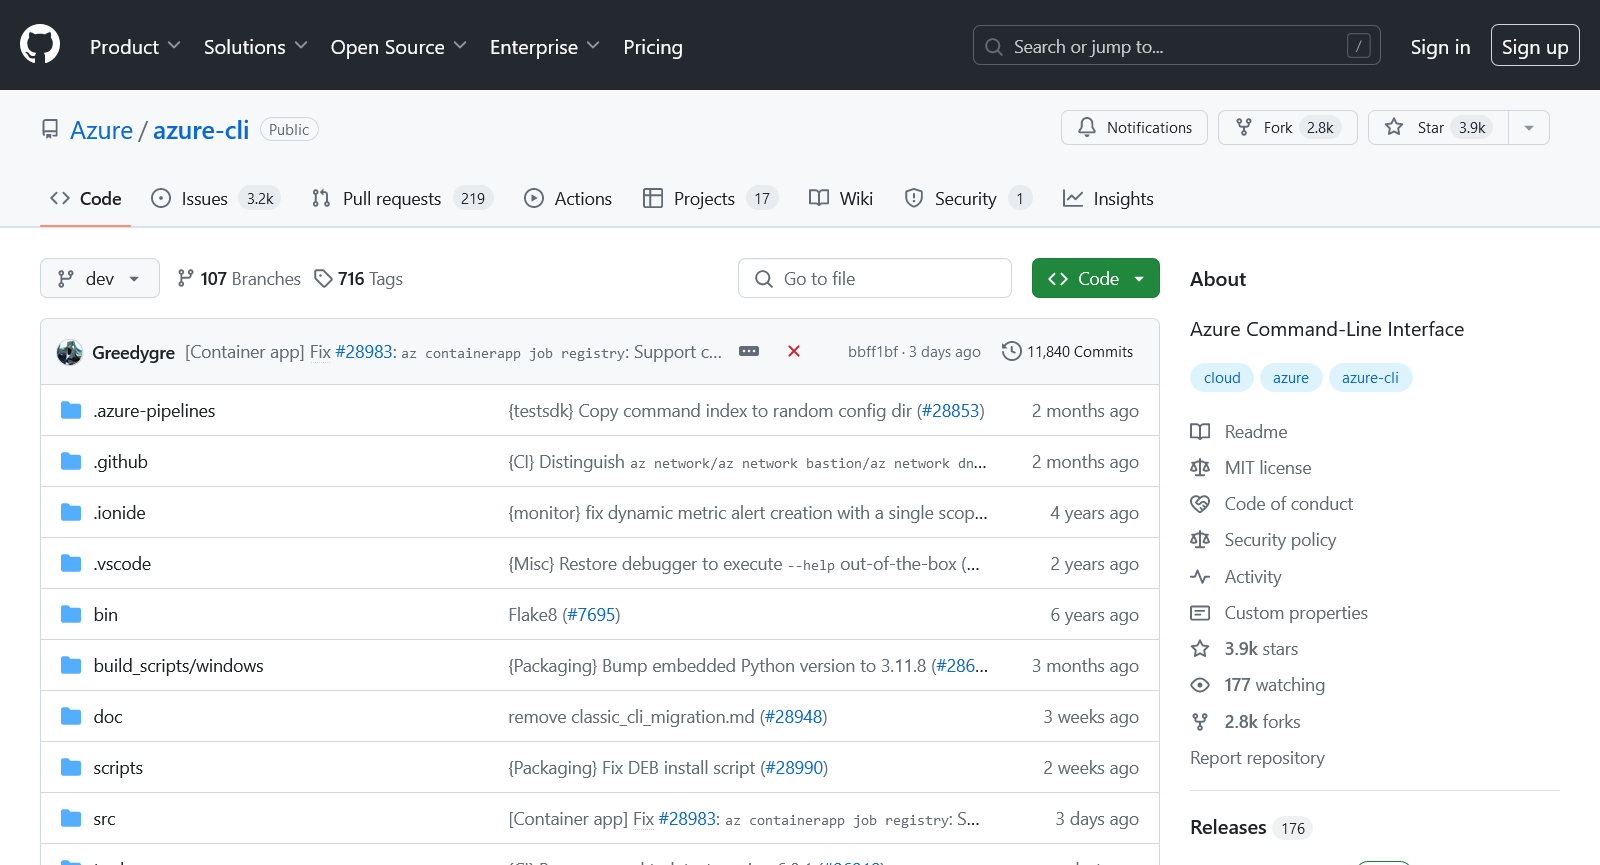 Product Solutions Open Source Enterprise Pricing Search or jump to... / Sign in Sign up
Azure / azure-cli Public Notifications Fork 2.8k Star 3.9k
Code Issues 3.2k Pull requests 219 Actions Projects 17 Wiki Security 1 Insights
dev 107 Branches 716 Tags Go to file Code
Greedygre [Container app] Fix #28983: az containerapp job registry: Support c... bbff1bf · 3 days ago 11,840 Commits
.azure-pipelines {testsdk} Copy command index to random config dir (#28853) 2 months ago
.github {CI} Distinguish az network/az network bastion/az network dn... 2 months ago
.ionide {monitor} fix dynamic metric alert creation with a single scop... 4 years ago
.vscode {Misc} Restore debugger to execute --help out-of-the-box (... 2 years ago
bin Flake8 (#7695) 6 years ago
build_scripts/windows {Packaging} Bump embedded Python version to 3.11.8 (#286... 3 months ago
doc remove classic_cli_migration.md (#28948) 3 weeks ago
scripts {Packaging} Fix DEB install script (#28990) 2 weeks ago
src [Container app] Fix #28983: az containerapp job registry: S... 3 days ago
About
Azure Command-Line Interface
cloud azure azure-cli
Readme
MIT license
Code of conduct
Security policy
Activity
Custom properties
3.9k stars
177 watching
2.8k forks
Report repository
Releases 176